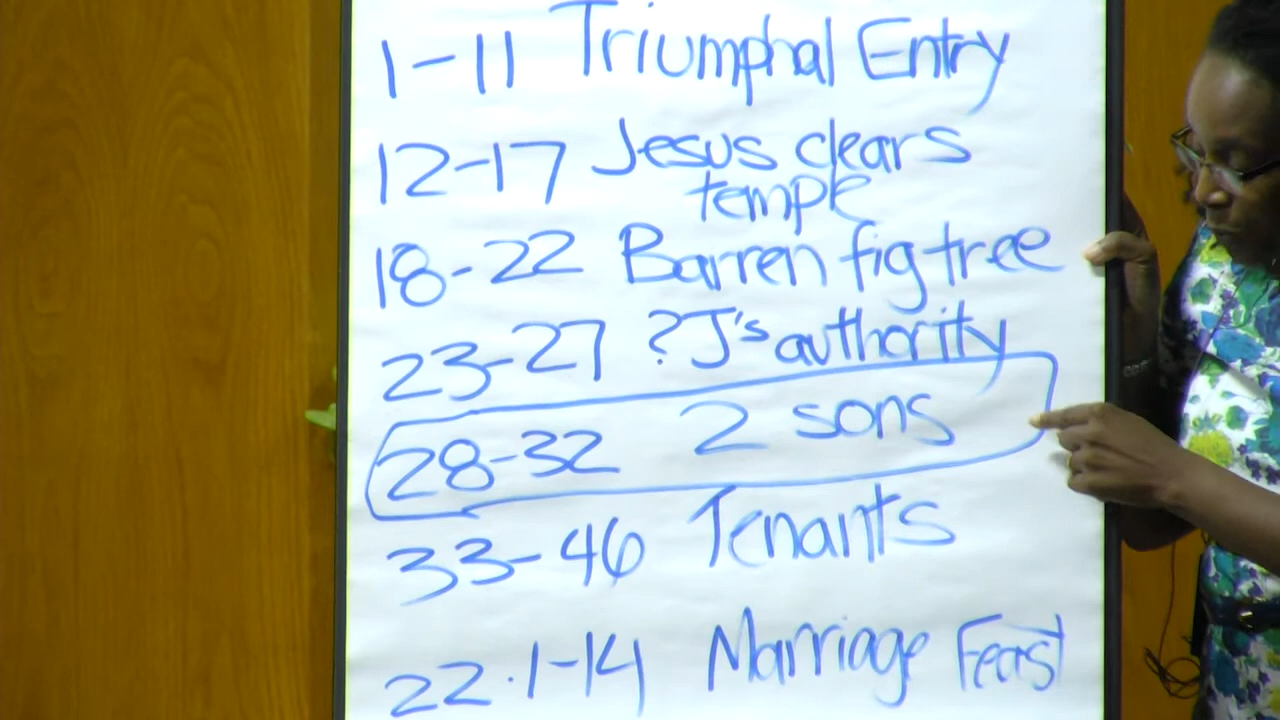 1-11 Triumphal Entry
12-17 Jesus clears
temple
18-22 Barren fig tree
23-27 ?J's authority
28-32 2 sons
33-46 Tenants
22.1-14 Marriage Feast